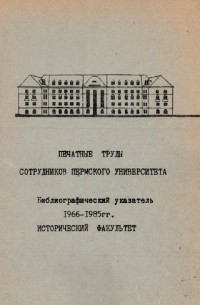 ПЕЧАТНЫЕ ТРУДЫ
СОТРУДНИКОВ ПЕРМСКОГО УНИВЕРСИТЕТА
Библиографический указатель
1966-1985гг.
ИСТОРИЧЕСКИЙ ФАКУЛЬТЕТ